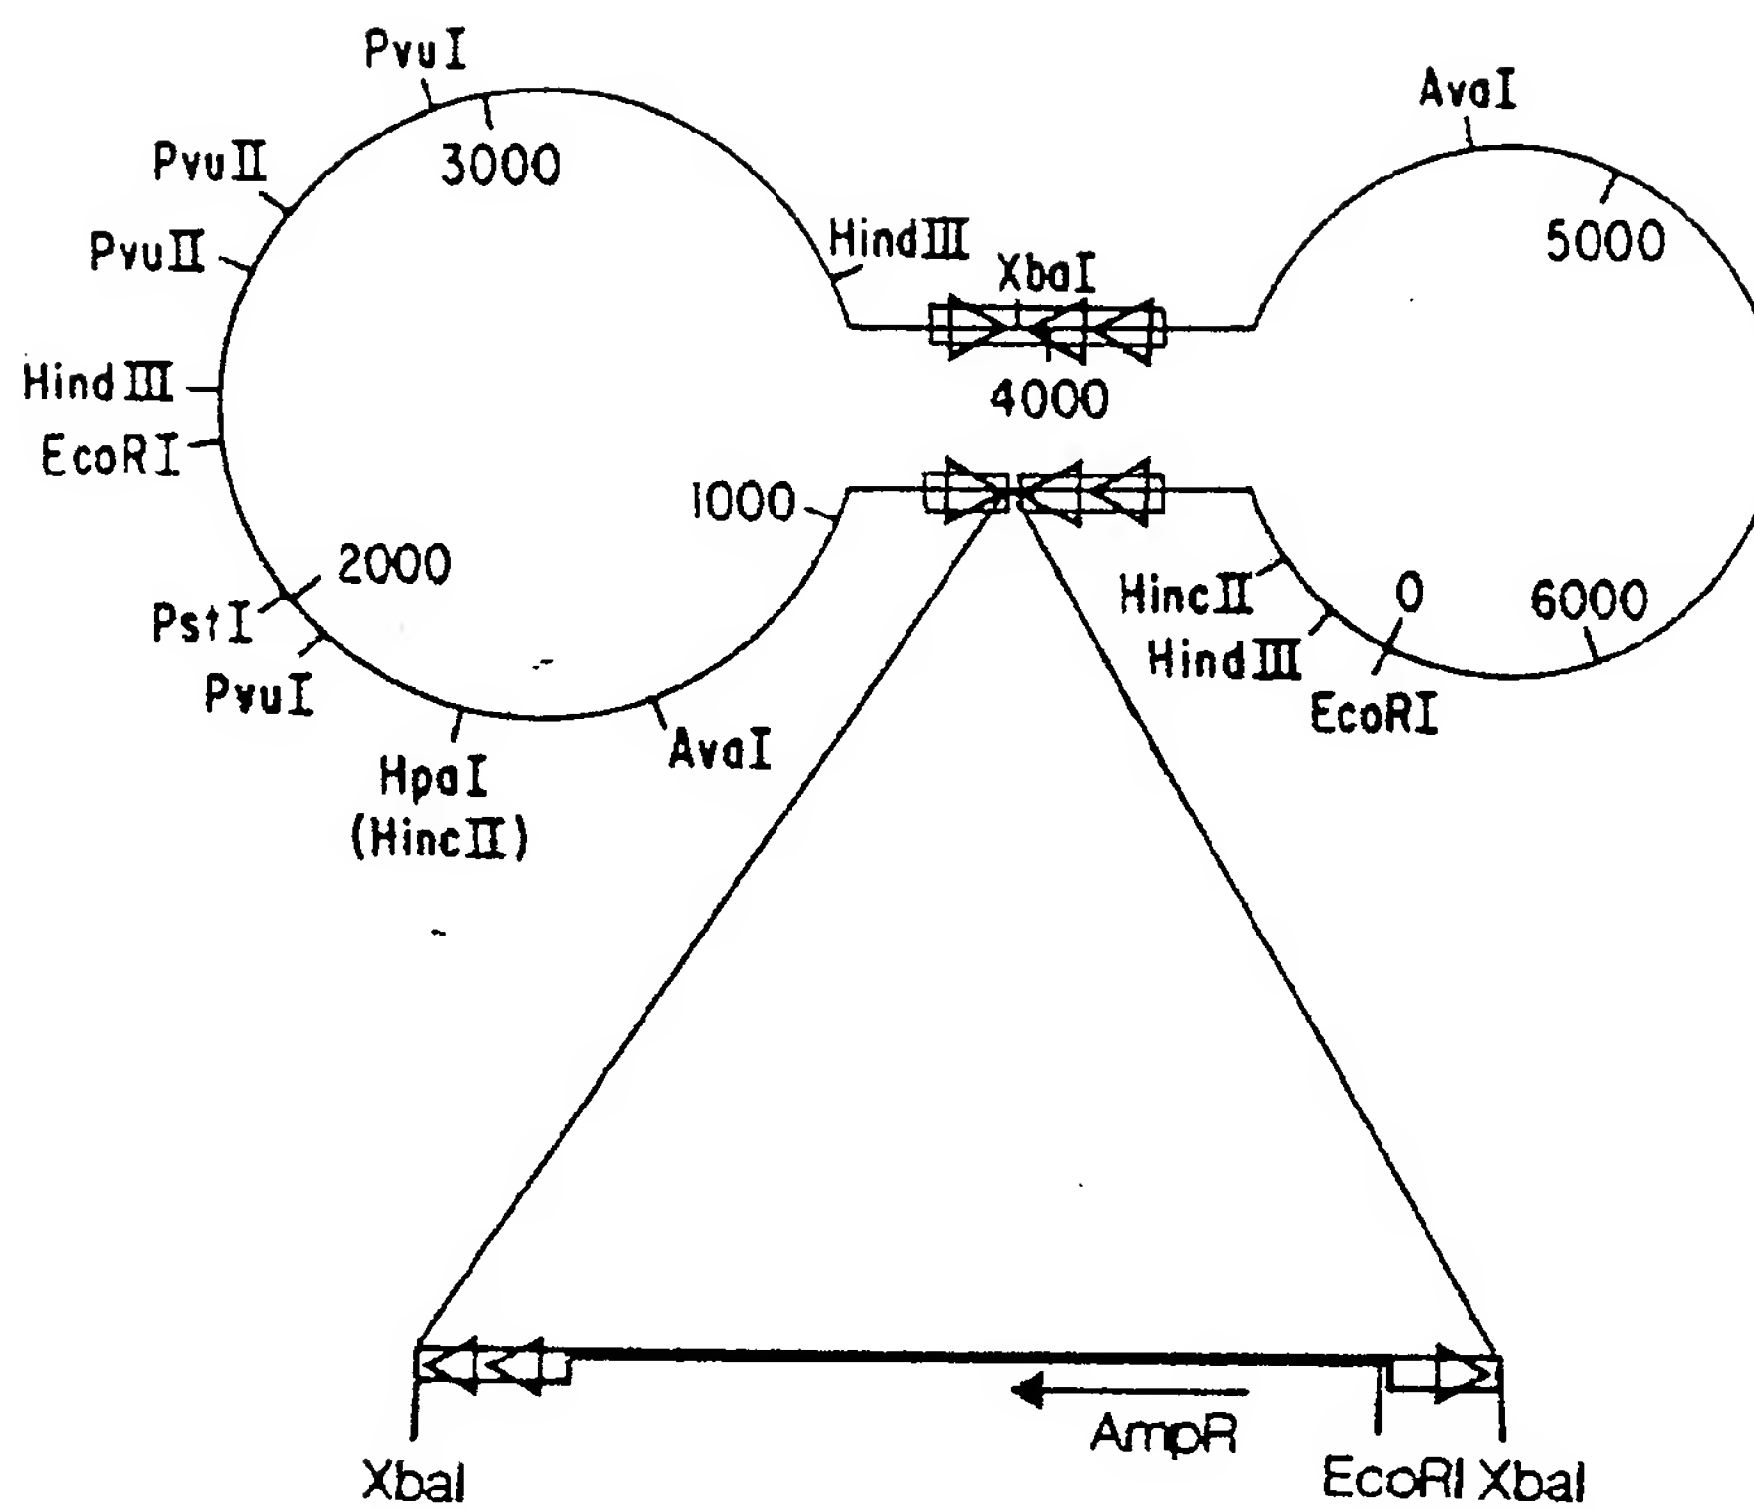 PvuI
AvaI
3000
PvuII
PvuII
5000
HindIII
XbaI
HindIII
4000
EcoRI
1000
2000
HincII
0
6000
PstI
HindIII
PvuI
EcoRI
AvaI
HpaI
(HincII)
AmpR
XbaI
EcoRI XbaI